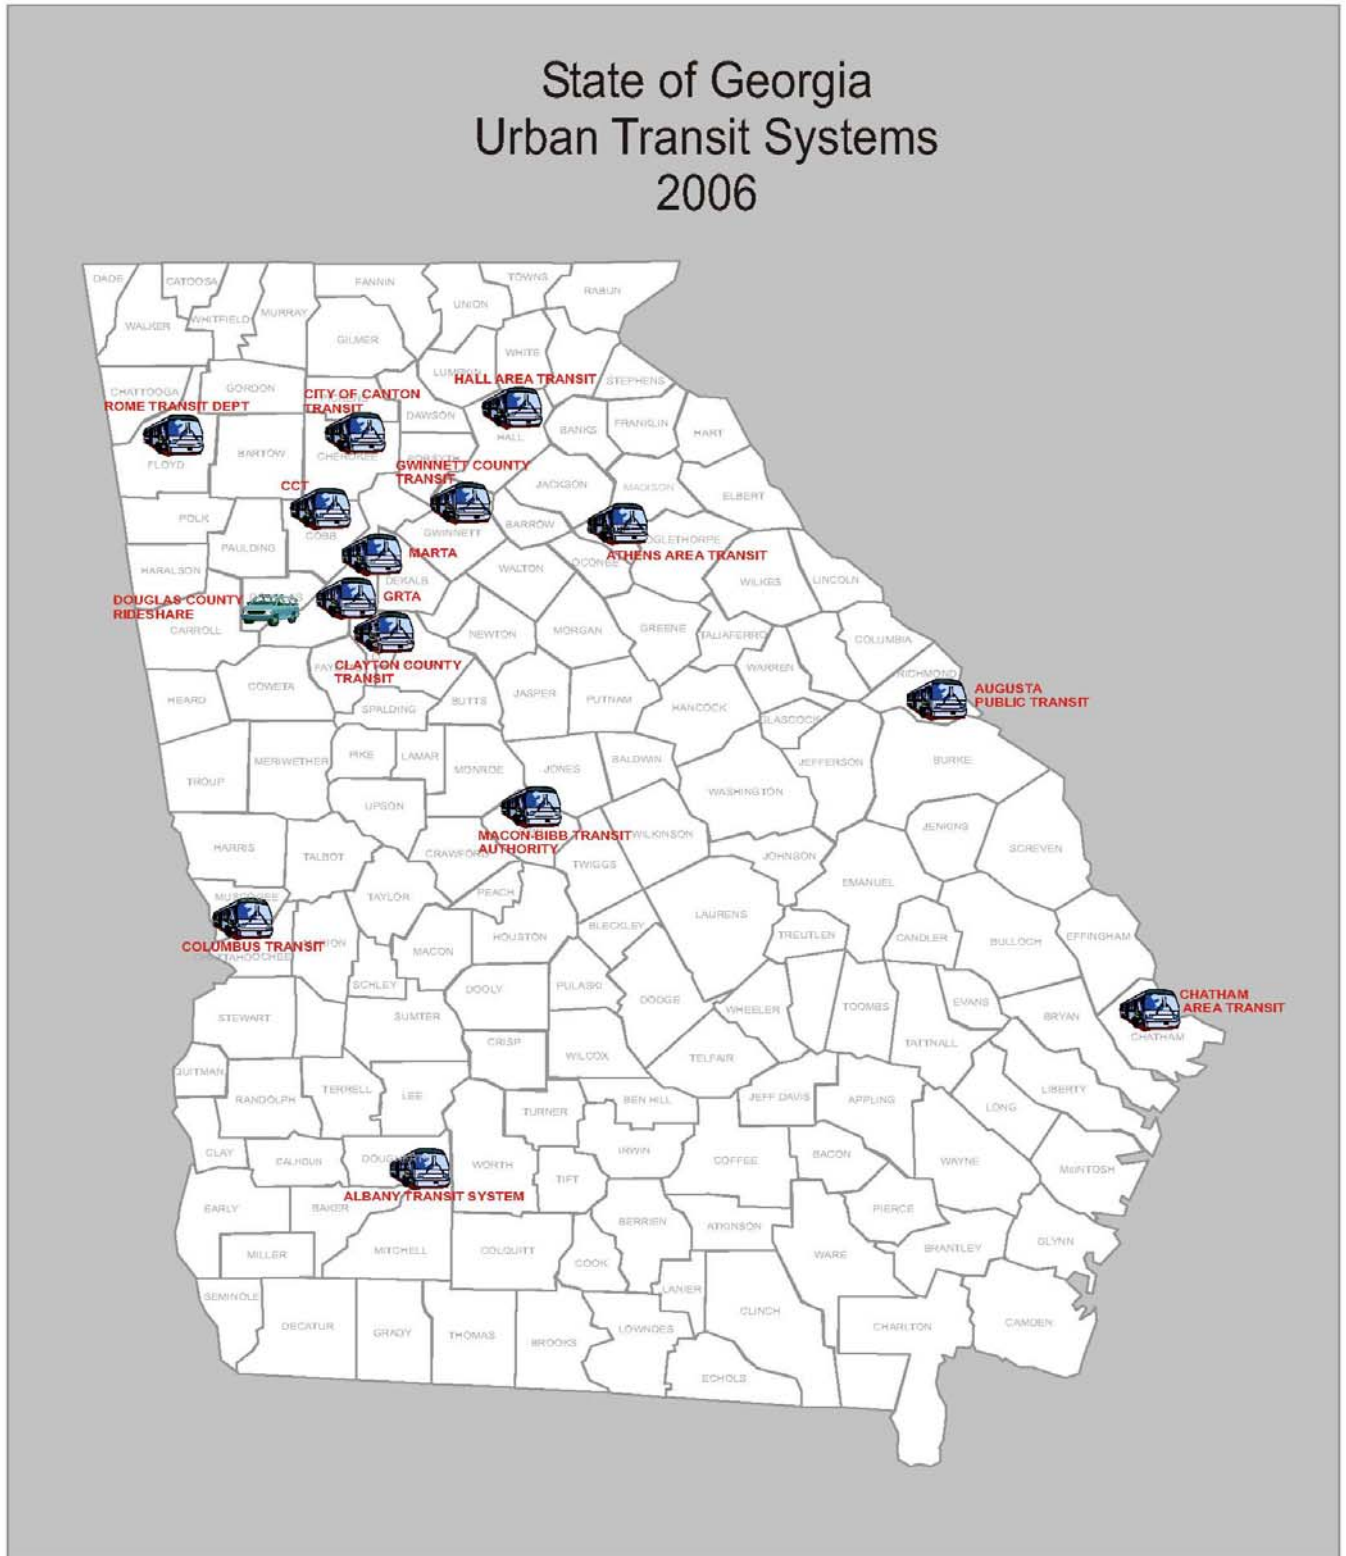 State of Georgia
Urban Transit Systems
2006
DADE
CATOOSA
FANNIN
TOWNS
RABUN
UNION
MURRAY
WHITFIELD
WALKER
GILMER
WHITE
LUMPKIN
STEPHENS
HALL AREA TRANSIT
CHATTOOGA
GORDON
CITY OF CANTON
TRANSIT
ROME TRANSIT DEPT
DAWSON
BANKS
FRANKLIN
HART
HALL
FLOYD
BARTOW
CHEROKEE
FORSYTH
GWINNETT COUNTY
TRANSIT
CCT
JACKSON
MADISON
ELBERT
POLK
COBB
GWINNETT
BARROW
OGLETHORPE
PAULDING
MARTA
ATHENS AREA TRANSIT
HARALSON
DEKALB
WALTON
OCONEE
WILKES
LINCOLN
DOUGLAS COUNTY
RIDESHARE
GRTA
CARROLL
NEWTON
MORGAN
GREENE
TALIAFERRO
COLUMBIA
CLAYTON COUNTY
TRANSIT
WARREN
RICHMOND
HEARD
COWETA
SPALDING
BUTTS
JASPER
PUTNAM
HANCOCK
GLASCOCK
AUGUSTA
PUBLIC TRANSIT
TROUP
MERIWETHER
PIKE
LAMAR
MONROE
JONES
BALDWIN
JEFFERSON
BURKE
UPSON
WASHINGTON
MACON-BIBB TRANSIT
AUTHORITY
WILKINSON
JENKINS
SCREVEN
HARRIS
TALBOT
CRAWFORD
TWIGGS
JOHNSON
EMANUEL
MUSCOGEE
TAYLOR
PEACH
LAURENS
COLUMBUS TRANSIT
MARION
CHATTAHOOCHEE
MACON
HOUSTON
BLECKLEY
TREUTLEN
CANDLER
BULLOCH
EFFINGHAM
SCHLEY
DOOLY
PULASKI
DODGE
WHEELER
TOOMBS
EVANS
BRYAN
CHATHAM
AREA TRANSIT
CHATHAM
STEWART
SUMTER
CRISP
WILCOX
TELFAIR
TATTNALL
QUITMAN
RANDOLPH
TERRELL
LEE
TURNER
BEN HILL
JEFF DAVIS
APPLING
LONG
LIBERTY
CLAY
CALHOUN
DOUGHERTY
WORTH
TIFT
IRWIN
COFFEE
BACON
WAYNE
McINTOSH
ALBANY TRANSIT SYSTEM
EARLY
BAKER
BERRIEN
ATKINSON
PIERCE
MILLER
MITCHELL
COLQUITT
COOK
WARE
BRANTLEY
GLYNN
SEMINOLE
DECATUR
GRADY
THOMAS
BROOKS
LANIER
LOWNDES
CLINCH
CHARLTON
CAMDEN
ECHOLS